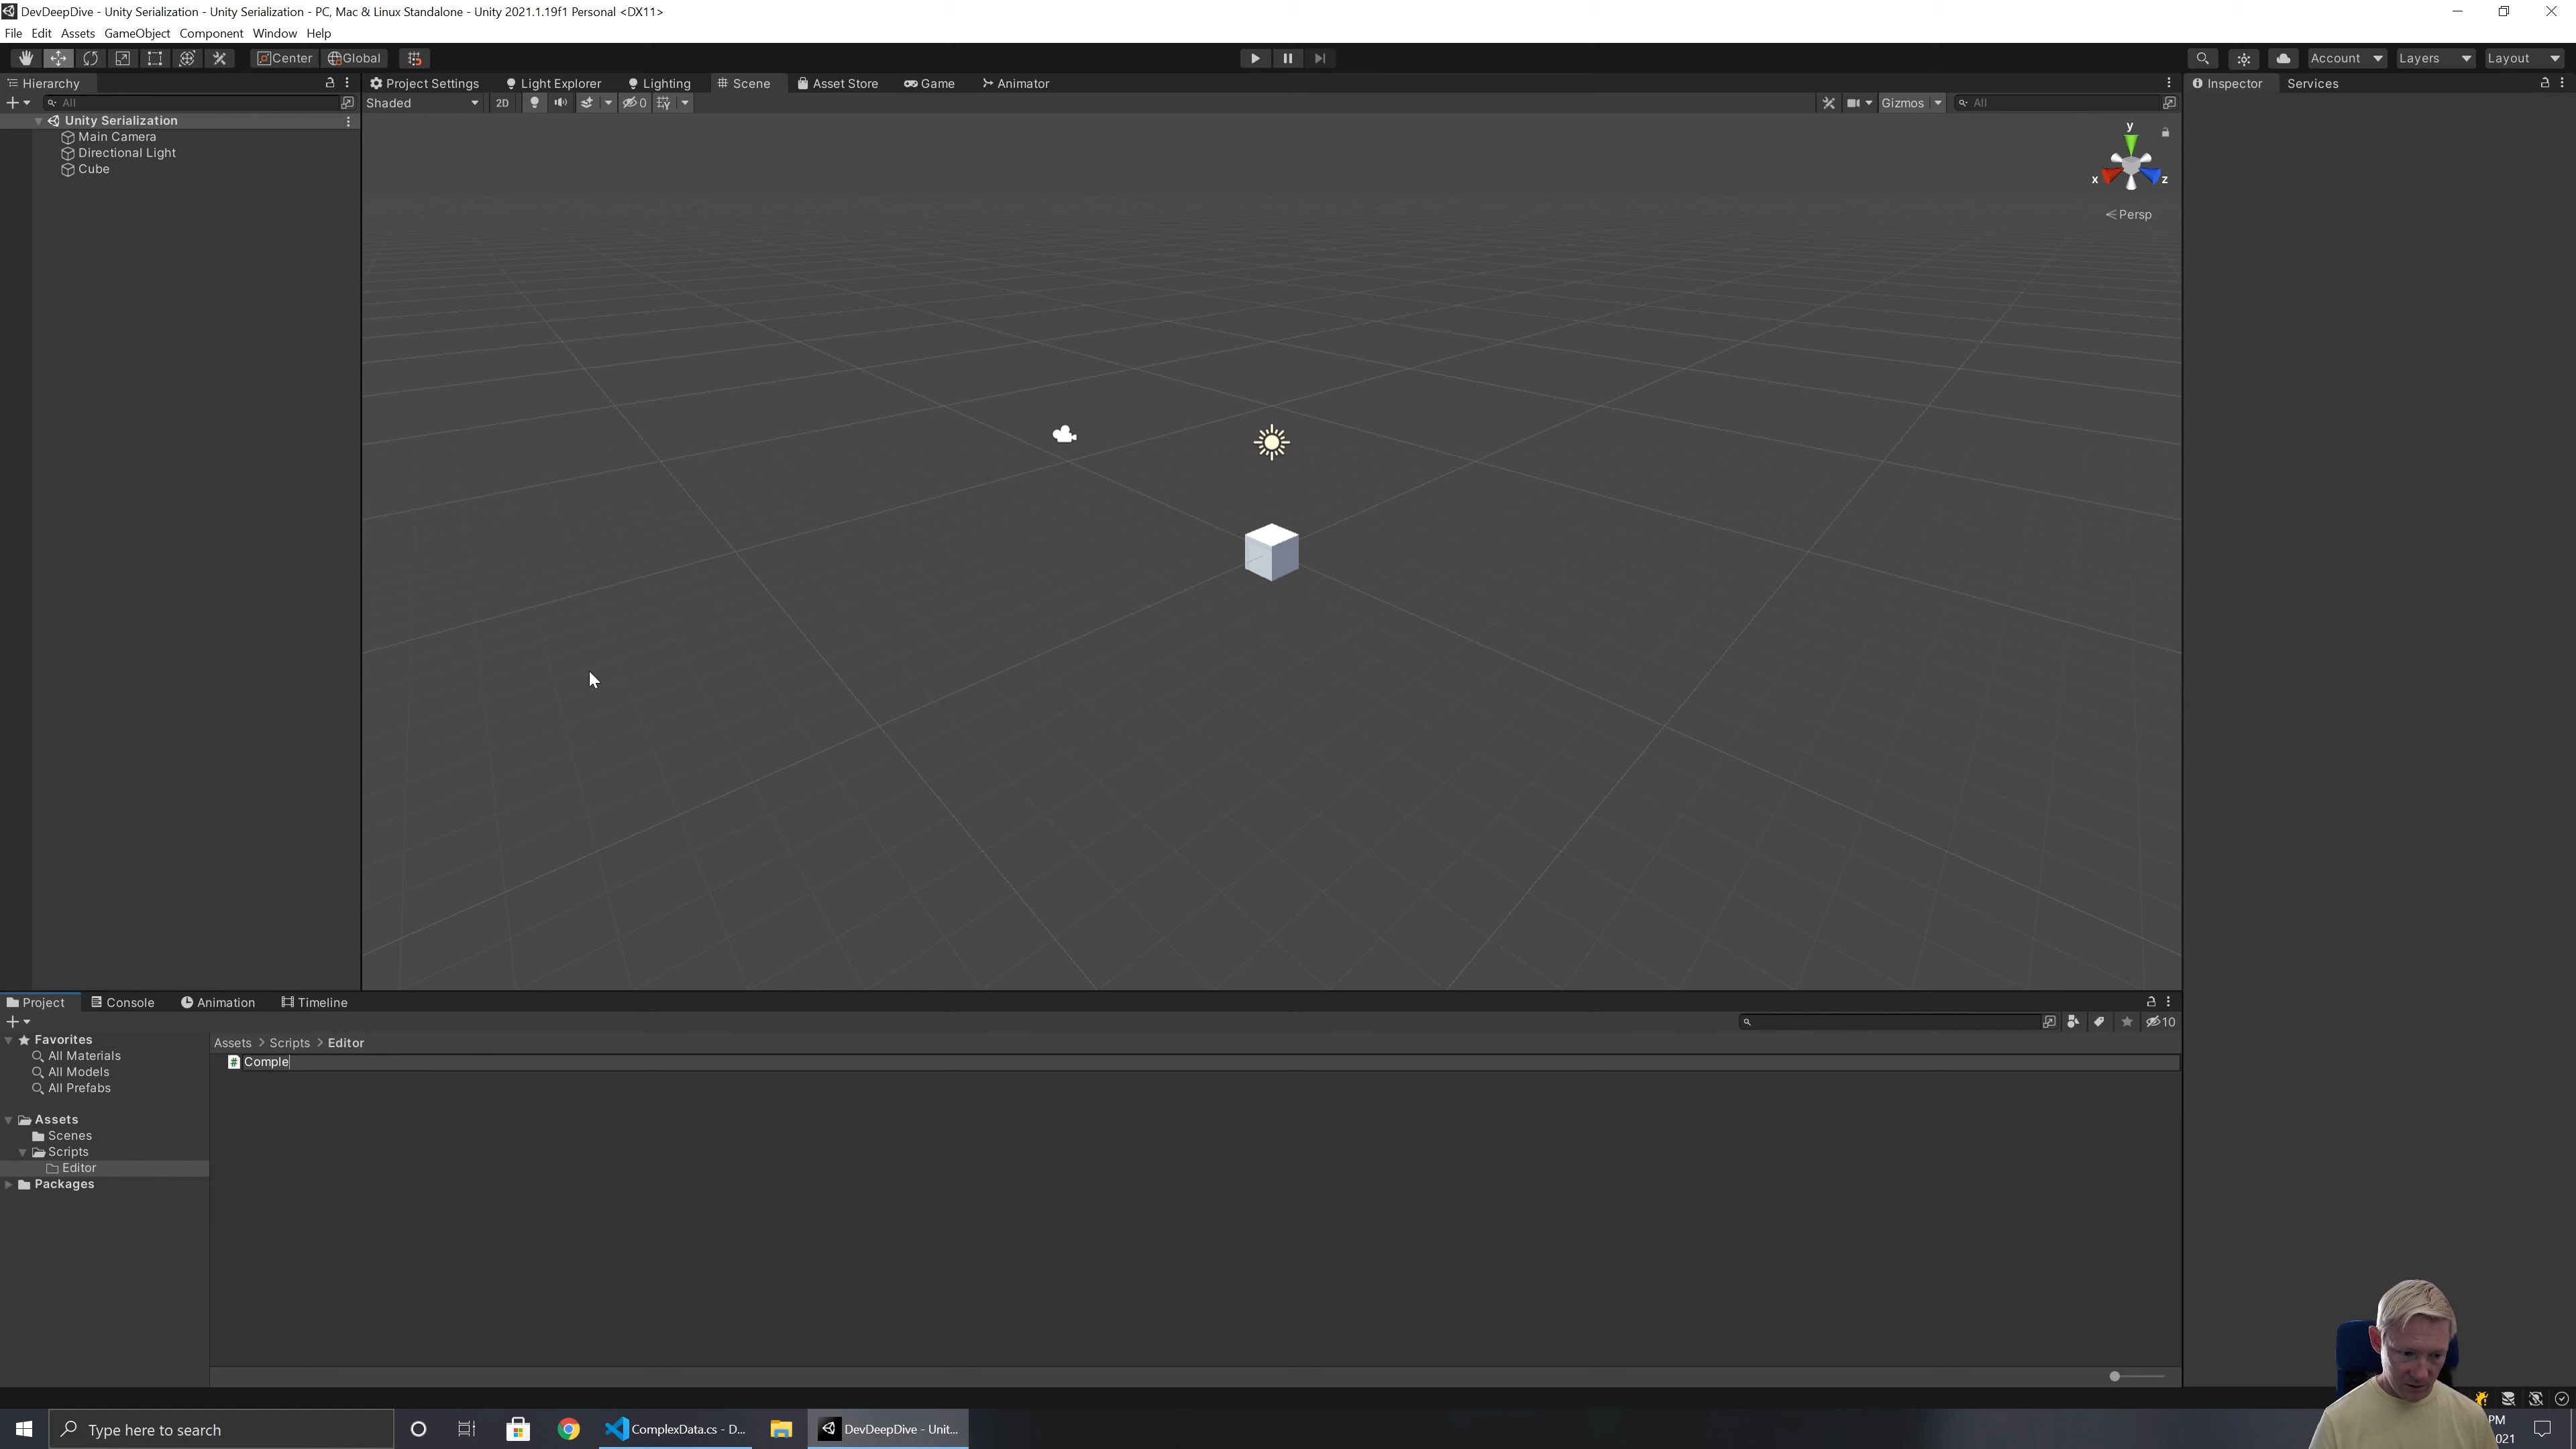 DevDeepDive - Unity Serialization - Unity Serialization - PC, Mac & Linux Standalone - Unity 2021.1.19f1 Personal <DX11>
File Edit Assets GameObject Component Window Help
Center Global Account Layers Layout
Hierarchy Project Settings Light Explorer Lighting Scene Asset Store Game Animator Inspector Services
All Shaded 2D 0 Gizmos All
Unity Serialization
Main Camera
Directional Light
Cube
y
x z
Persp
Project Console Animation Timeline
10
Favorites
All Materials
All Models
All Prefabs
Assets
Scenes
Scripts
Editor
Packages
Assets > Scripts > Editor
Comple
Type here to search
ComplexData.cs - D...
DevDeepDive - Unit...
PM
021